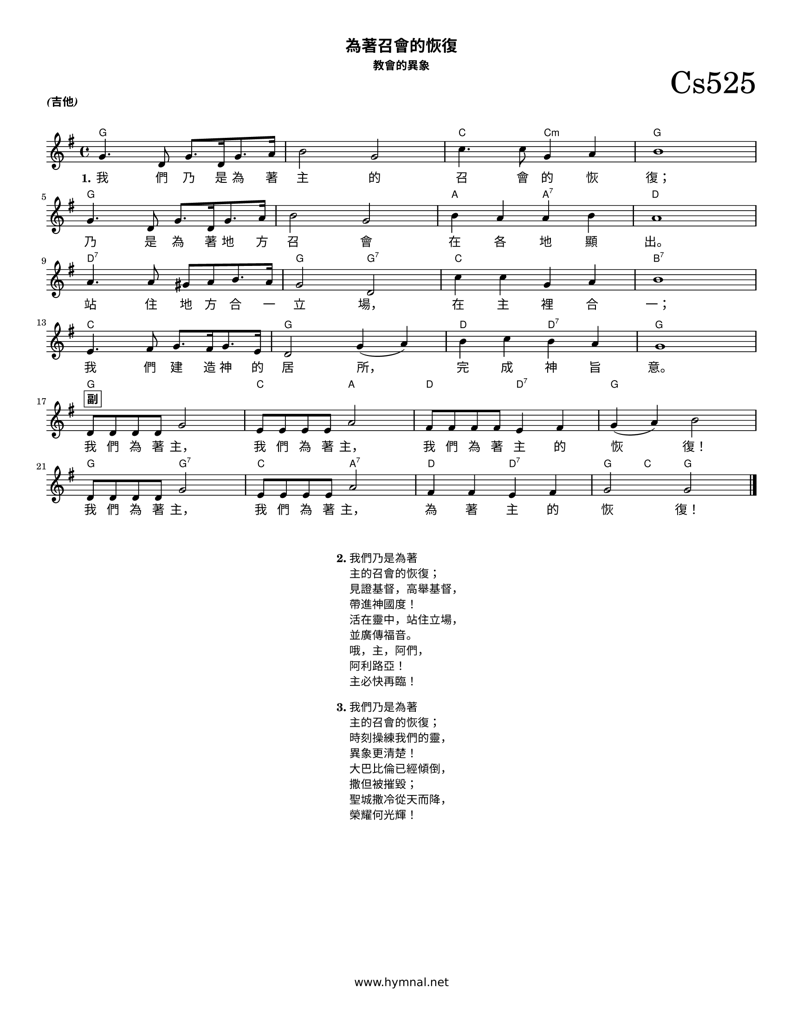 為著召會的恢復
教會的異象
Cs525
(吉他)
G C Cm G
1. 我 們 乃 是 為 著 主 的 召 會 的 恢 復；
5 G A A7 D
乃 是 為 著 地 方 召 會 在 各 地 顯 出。
9 D7 G G7 C B7
站 住 地 方 合 一 立 場， 在 主 裡 合 一；
13 C G D D7 G
我 們 建 造 神 的 居 所， 完 成 神 旨 意。
G C A D D7 G
17 副
我 們 為 著 主， 我 們 為 著 主， 我 們 為 著 主 的 恢 復！
21 G G7 C A7 D D7 G C G
我 們 為 著 主， 我 們 為 著 主， 為 著 主 的 恢 復！
2. 我們乃是為著
主的召會的恢復；
見證基督，高舉基督，
帶進神國度！
活在靈中，站住立場，
並廣傳福音。
哦，主，阿們，
阿利路亞！
主必快再臨！
3. 我們乃是為著
主的召會的恢復；
時刻操練我們的靈，
異象更清楚！
大巴比倫已經傾倒，
撒但被摧毀；
聖城撒冷從天而降，
榮耀何光輝！
www.hymnal.net